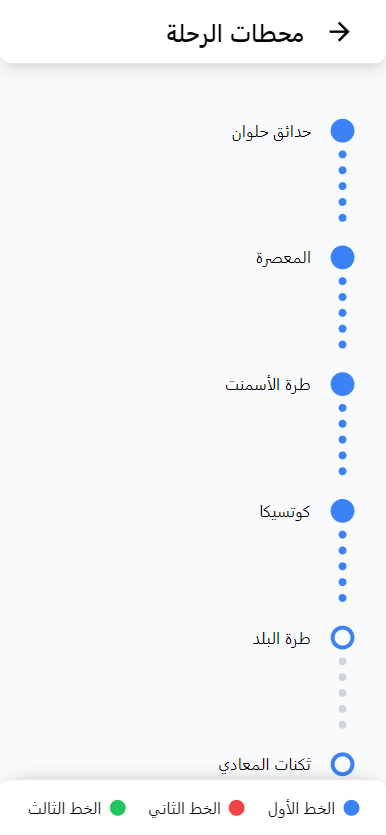 محطات الرحلة
حدائق حلوان
المعصرة
طرة الأسمنت
كوتسيكا
طرة البلد
ثكنات المعادي
الخط الأول الخط الثاني الخط الثالث